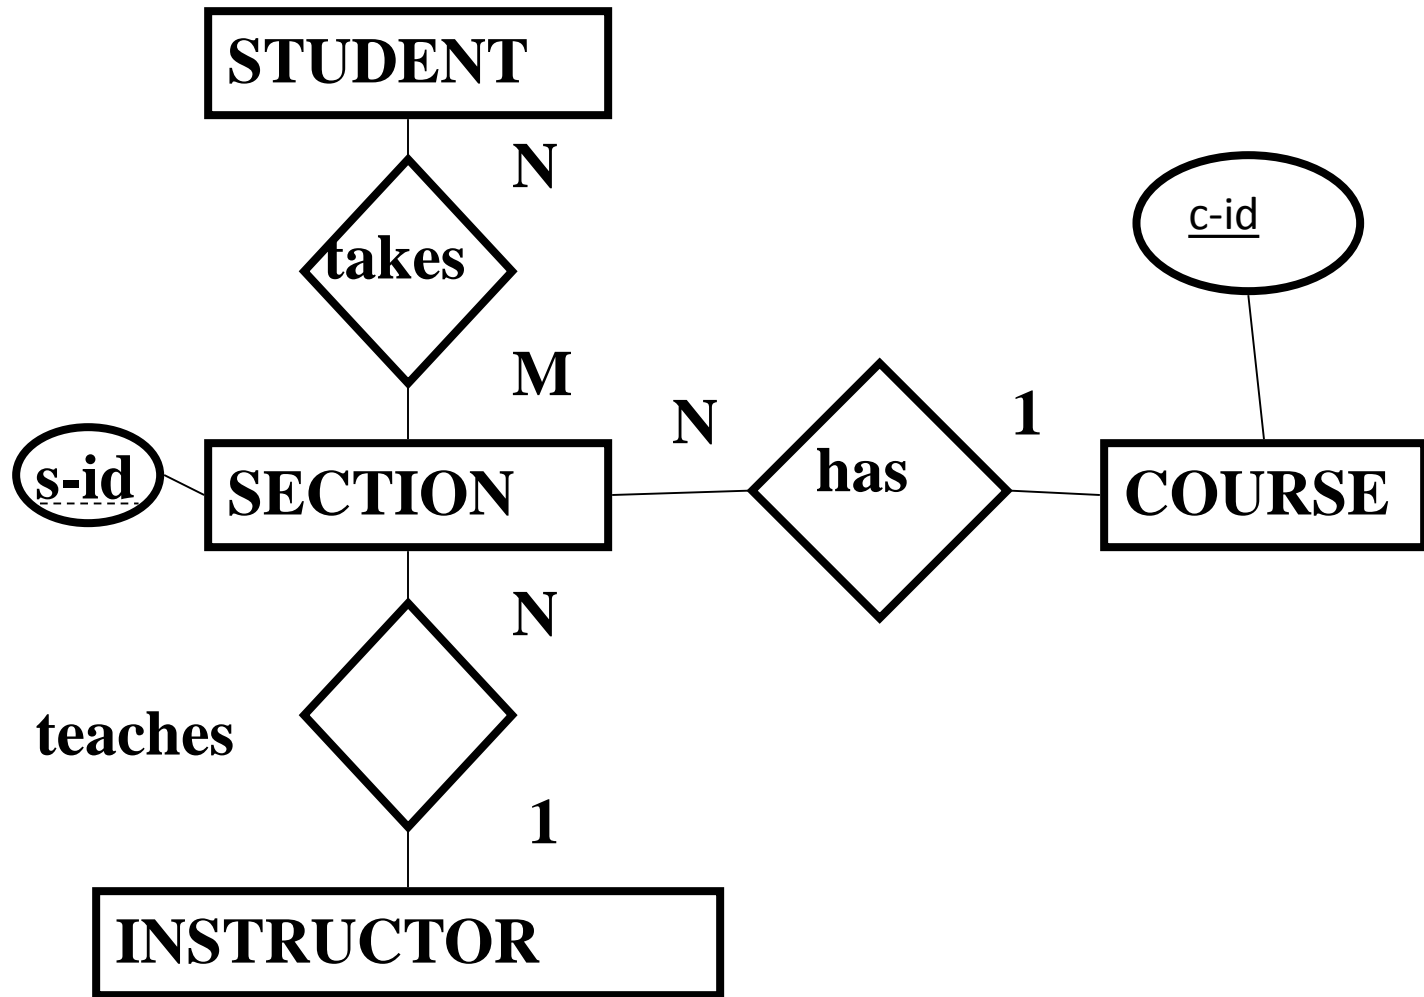 STUDENT
N
takes
c-id
M
N
1
has
s-id
SECTION
COURSE
N
teaches
1
INSTRUCTOR